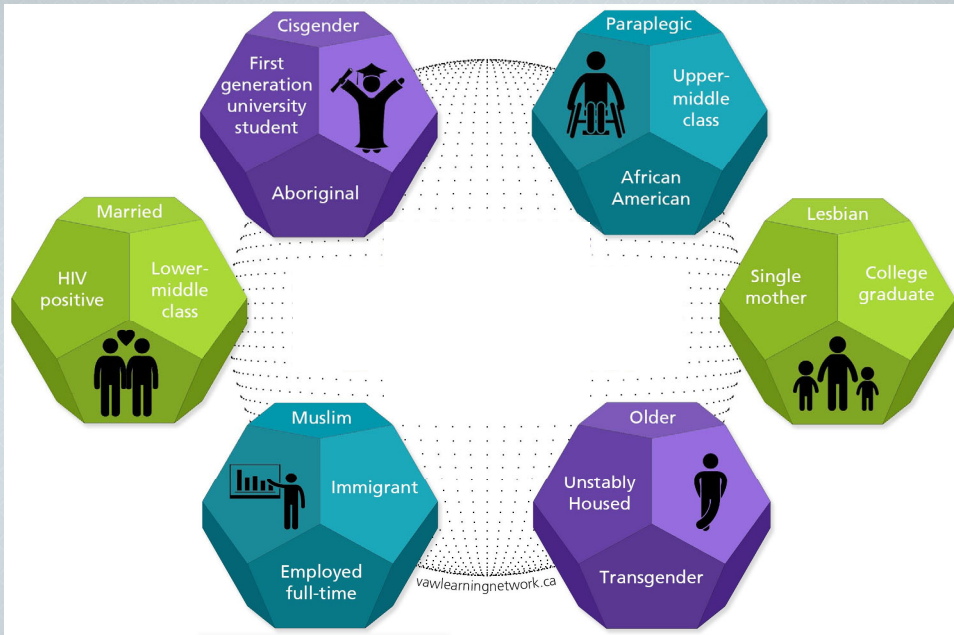 Cisgender
First
generation
university
student
Aboriginal
Paraplegic
Upper-
middle
class
African
American
Married
HIV
positive
Lower-
middle
class
Lesbian
Single
mother
College
graduate
Muslim
Immigrant
Employed
full-time
Older
Unstably
Housed
Transgender
vawlearningnetwork.ca